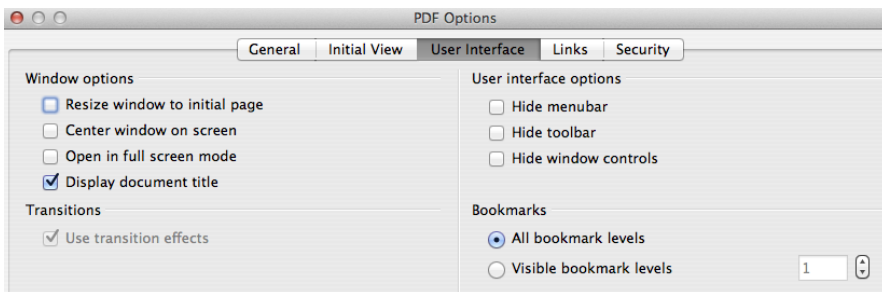 PDF Options
General Initial View User Interface Links Security
Window options
Resize window to initial page
Center window on screen
Open in full screen mode
Display document title
Transitions
Use transition effects
User interface options
Hide menubar
Hide toolbar
Hide window controls
Bookmarks
All bookmark levels
Visible bookmark levels 1